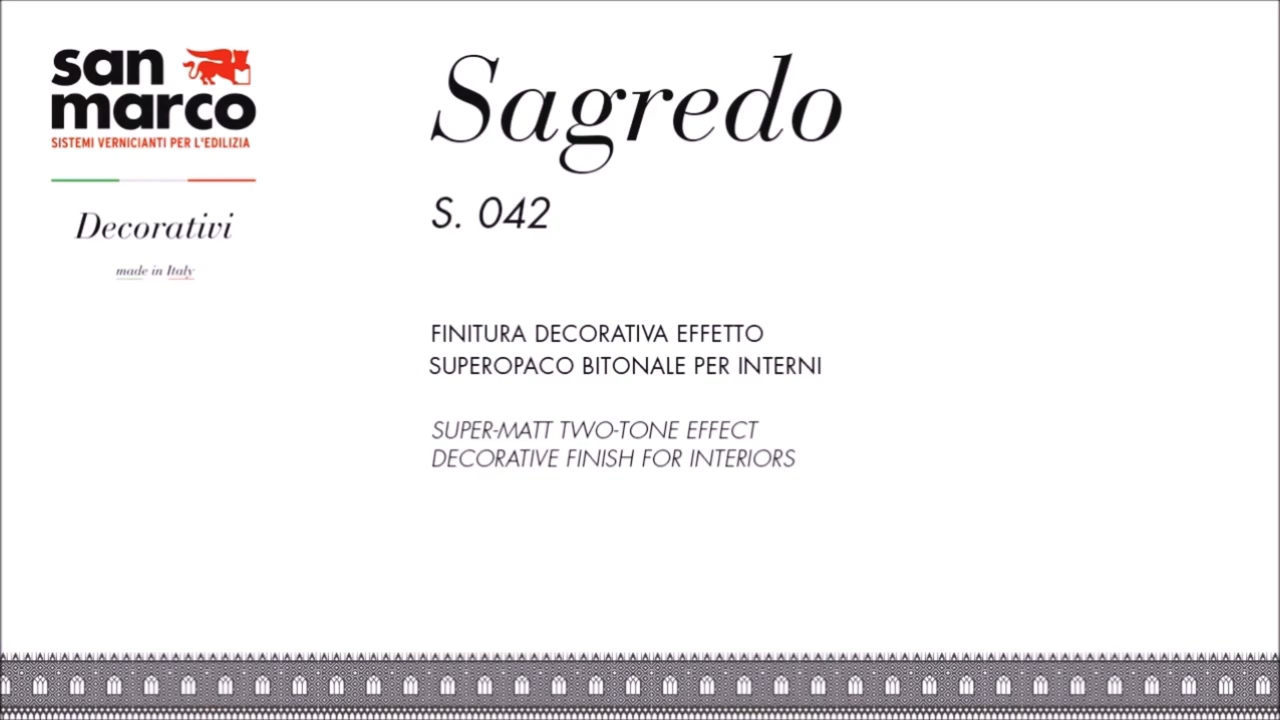 san
marco
SISTEMI VERNICIANTI PER L'EDILIZIA
Decorativi
made in Italy
Sagredo
S. 042
FINITURA DECORATIVA EFFETTO
SUPEROPACO BITONALE PER INTERNI
SUPER-MATT TWO-TONE EFFECT
DECORATIVE FINISH FOR INTERIORS